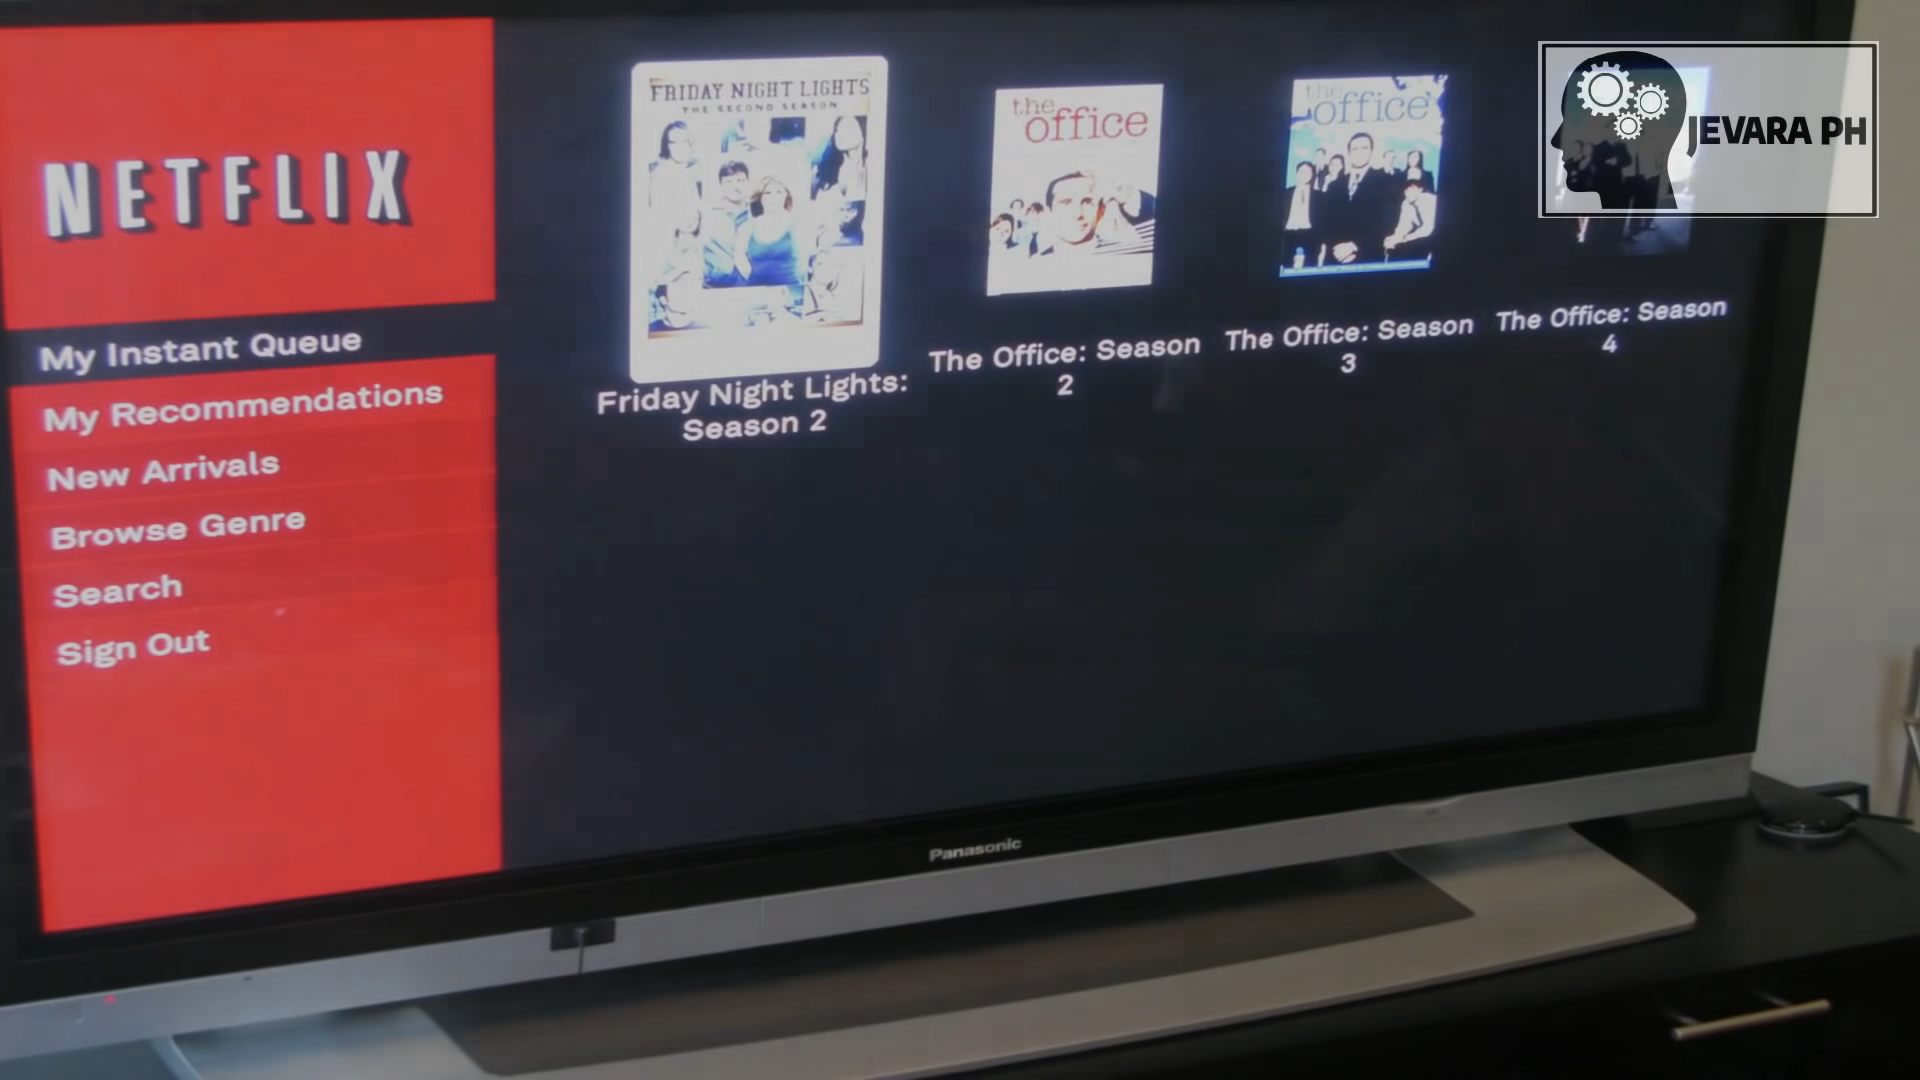 NETFLIX
My Instant Queue
My Recommendations
New Arrivals
Browse Genre
Search
Sign Out
FRIDAY NIGHT LIGHTS
THE SECOND SEASON
Friday Night Lights:
Season 2
the
office
The Office: Season
2
the
office
The Office: Season
3
The Office: Season
4
JEVARA PH
Panasonic